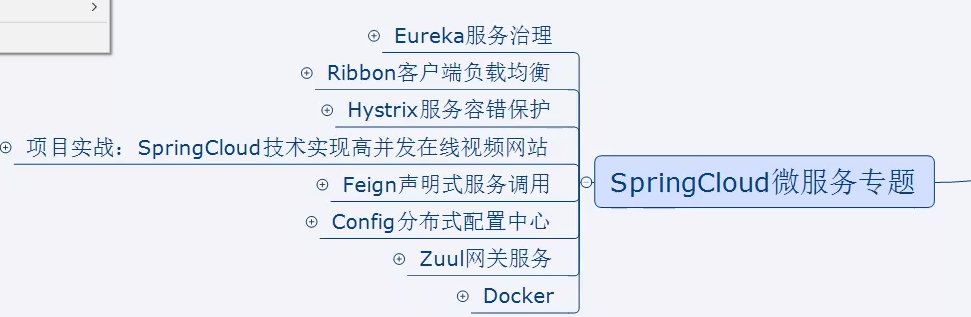 Eureka服务治理
Ribbon客户端负载均衡
Hystrix服务容错保护
项目实战：SpringCloud技术实现高并发在线视频网站
Feign声明式服务调用
SpringCloud微服务专题
Config分布式配置中心
Zuul网关服务
Docker